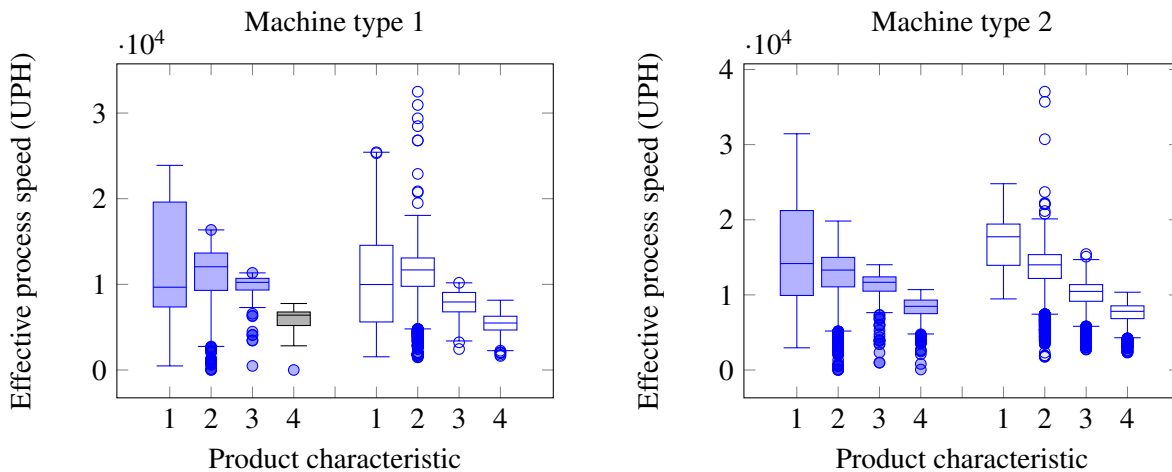 Machine type 1
·10^4
Effective process speed (UPH)
3
2
1
0
1 2 3 4 1 2 3 4
Product characteristic
Machine type 2
·10^4
Effective process speed (UPH)
4
3
2
1
0
1 2 3 4 1 2 3 4
Product characteristic